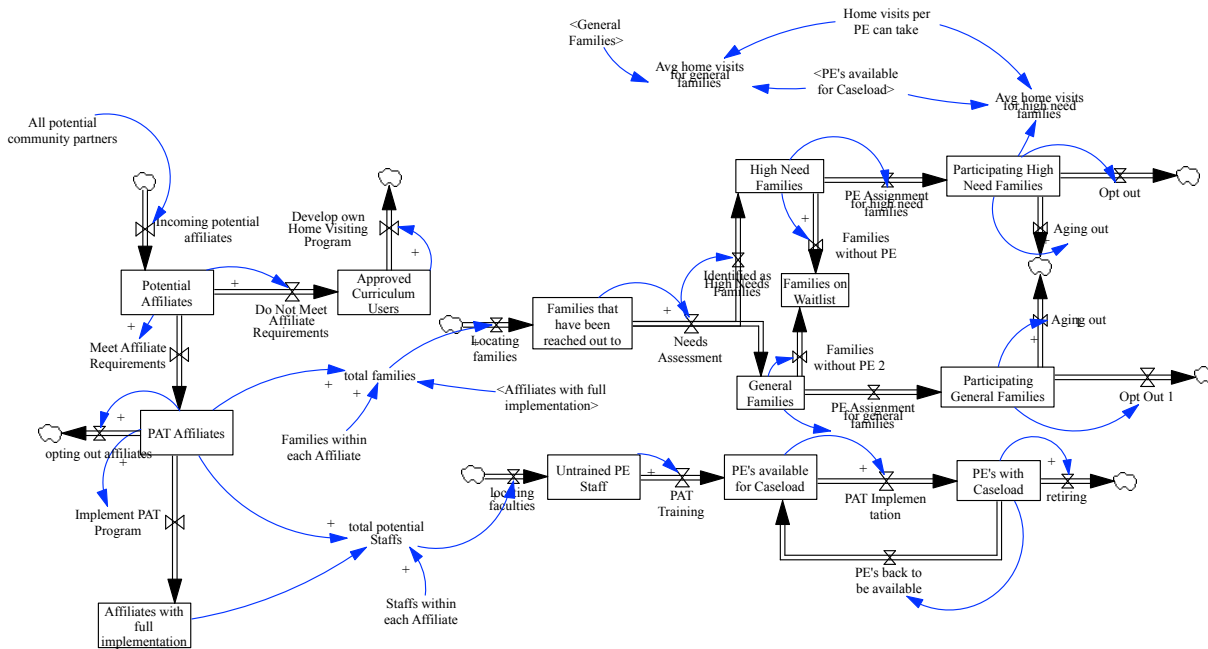 <General
Families>
Home visits per
PE can take
Avg home visits
for general
families
<PE's available
for Caseload>
Avg home visits
for high need
families
All potential
community partners
Incoming potential
affiliates
Develop own
Home Visiting
Program
+
High Need
Families
PE Assignment
for high need
families
+
Participating High
Need Families
Opt out
+
Families
without PE
Aging out
+
Potential
Affiliates
+
Do Not Meet
Affiliate
Requirements
Approved
Curriculum
Users
+
Meet Affiliate
Requirements
Identified as
High Needs
Families
+
Families on
Waitlist
Locating
families
+
Families that
have been
reached out to
+
Needs
Assessment
Aging out
+
Families
without PE 2
total families
+
+
<Affiliates with full
implementation>
General
Families
PE Assignment
for general
families
Participating
General Families
Opt Out 1
PAT Affiliates
+
opting out affiliates
+
Families within
each Affiliate
Implement PAT
Program
locating
faculties
Untrained PE
Staff
+
PAT
Training
PE's available
for Caseload
+
PAT Implemen
tation
PE's with
Caseload
+
retiring
+
total potential
Staffs
+
PE's back to
be available
Staffs within
each Affiliate
Affiliates with
full
implementation